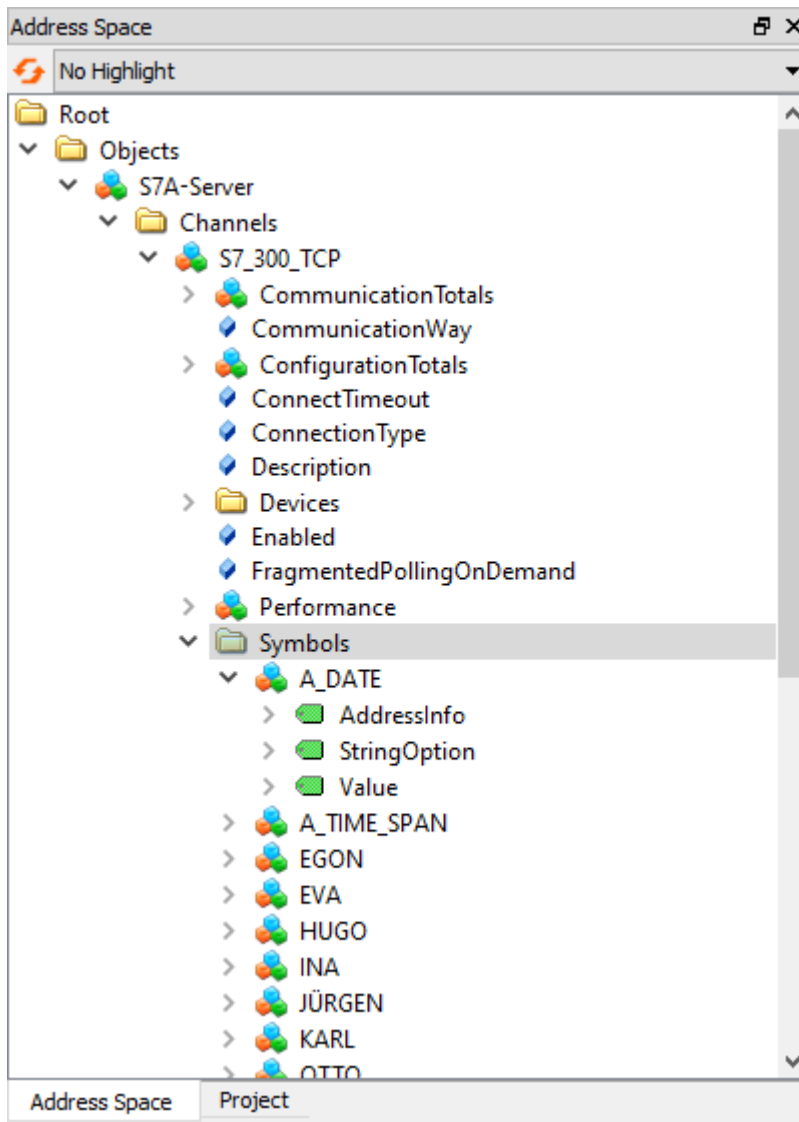 Address Space
No Highlight
Root
Objects
S7A-Server
Channels
S7_300_TCP
CommunicationTotals
CommunicationWay
ConfigurationTotals
ConnectTimeout
ConnectionType
Description
Devices
Enabled
FragmentedPollingOnDemand
Performance
Symbols
A_DATE
AddressInfo
StringOption
Value
A_TIME_SPAN
EGON
EVA
HUGO
INA
JÜRGEN
KARL
OTTO
Address Space Project